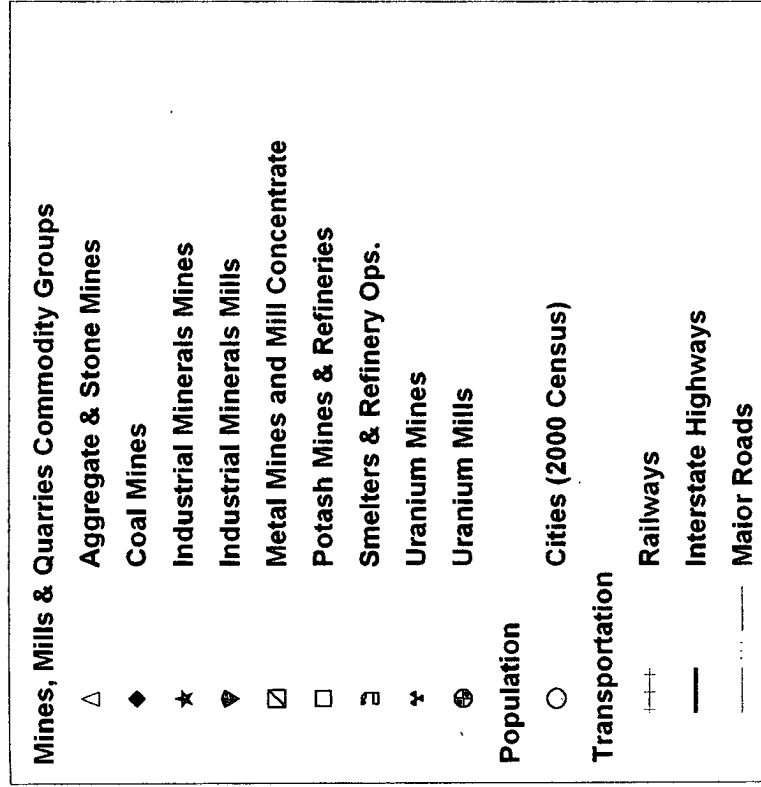 Mines, Mills & Quarries Commodity Groups
Aggregate & Stone Mines
Coal Mines
Industrial Minerals Mines
Industrial Minerals Mills
Metal Mines and Mill Concentrate
Potash Mines & Refineries
Smelters & Refinery Ops.
Uranium Mines
Uranium Mills
Population
Cities (2000 Census)
Transportation
Railways
Interstate Highways
Major Roads